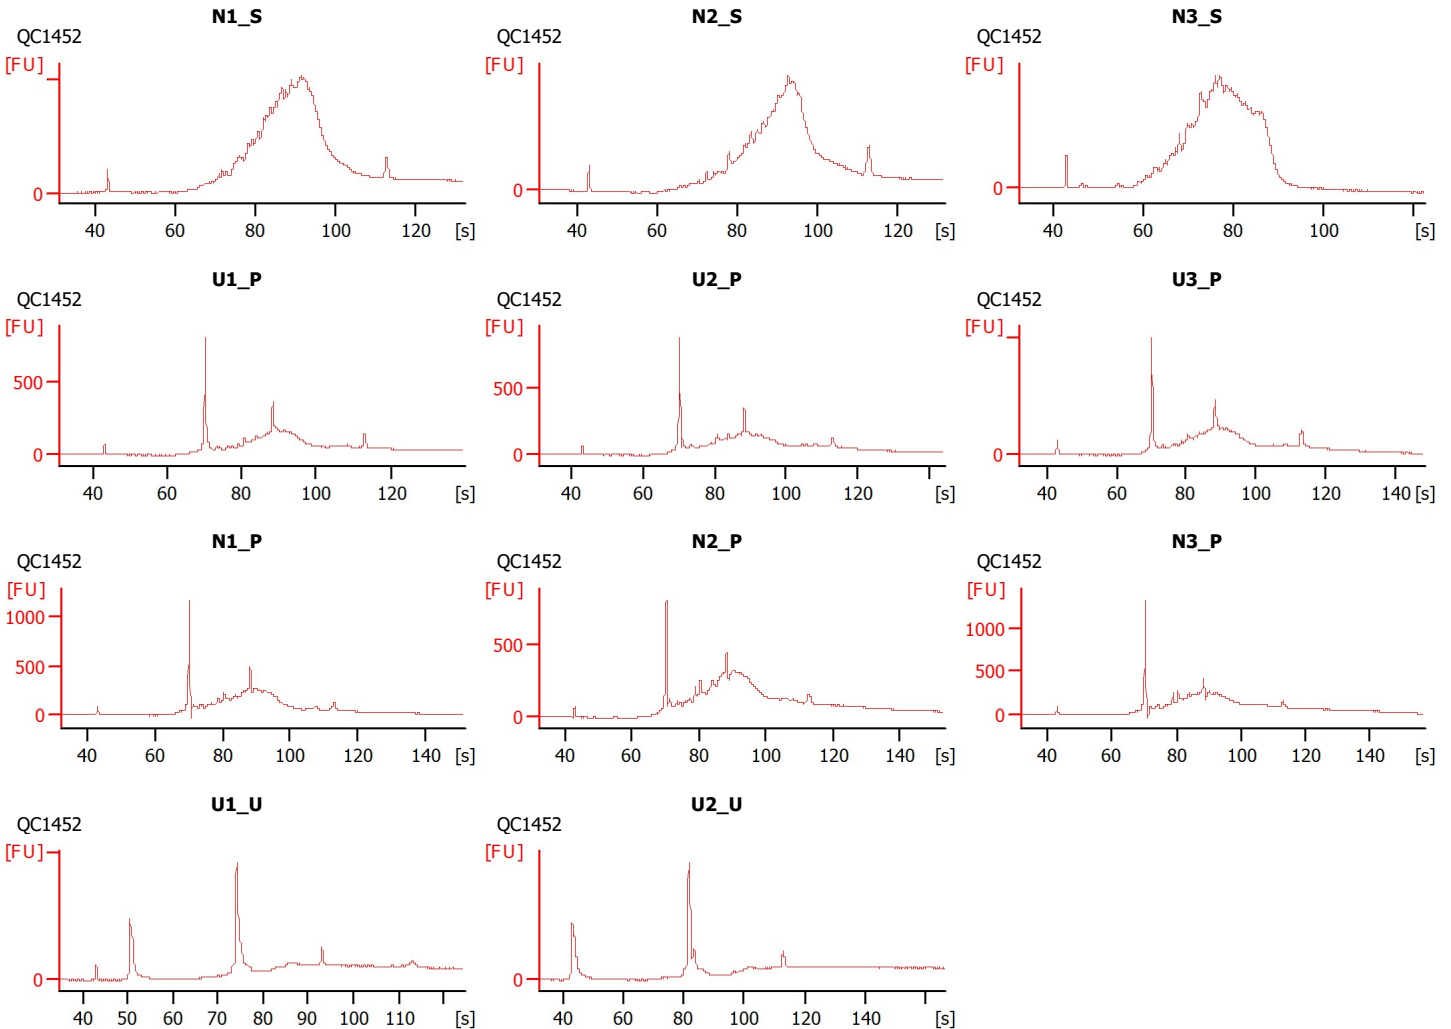 N1_S N2_S N3_S
QC1452 QC1452 QC1452
[FU] [FU] [FU]
0 0 0
40 60 80 100 120 [s] 40 60 80 100 120 [s] 40 60 80 100 [s]
U1_P U2_P U3_P
QC1452 QC1452 QC1452
[FU] [FU] [FU]
500 500
0 0 0
40 60 80 100 120 [s] 40 60 80 100 120 [s] 40 60 80 100 120 140 [s]
N1_P N2_P N3_P
QC1452 QC1452 QC1452
[FU] [FU] [FU]
1000 1000
500 500 500
0 0 0
40 60 80 100 120 140 [s] 40 60 80 100 120 140 [s] 40 60 80 100 120 140 [s]
U1_U U2_U
QC1452 QC1452
[FU] [FU]
0 0
40 50 60 70 80 90 100 110 [s] 40 60 80 100 120 140 [s]